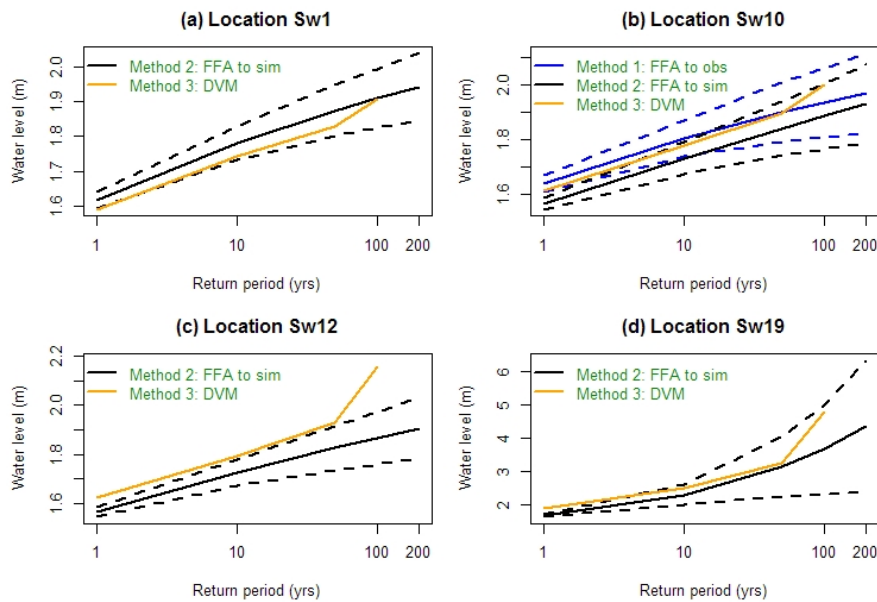 (a) Location Sw1
Water level (m)
1.6 1.7 1.8 1.9 2.0
Method 2: FFA to sim
Method 3: DVM
1 10 100 200
Return period (yrs)
(b) Location Sw10
Water level (m)
1.6 1.8 2.0
Method 1: FFA to obs
Method 2: FFA to sim
Method 3: DVM
1 10 100 200
Return period (yrs)
(c) Location Sw12
Water level (m)
1.6 1.8 2.0 2.2
Method 2: FFA to sim
Method 3: DVM
1 10 100 200
Return period (yrs)
(d) Location Sw19
Water level (m)
2 3 4 5 6
Method 2: FFA to sim
Method 3: DVM
1 10 100 200
Return period (yrs)